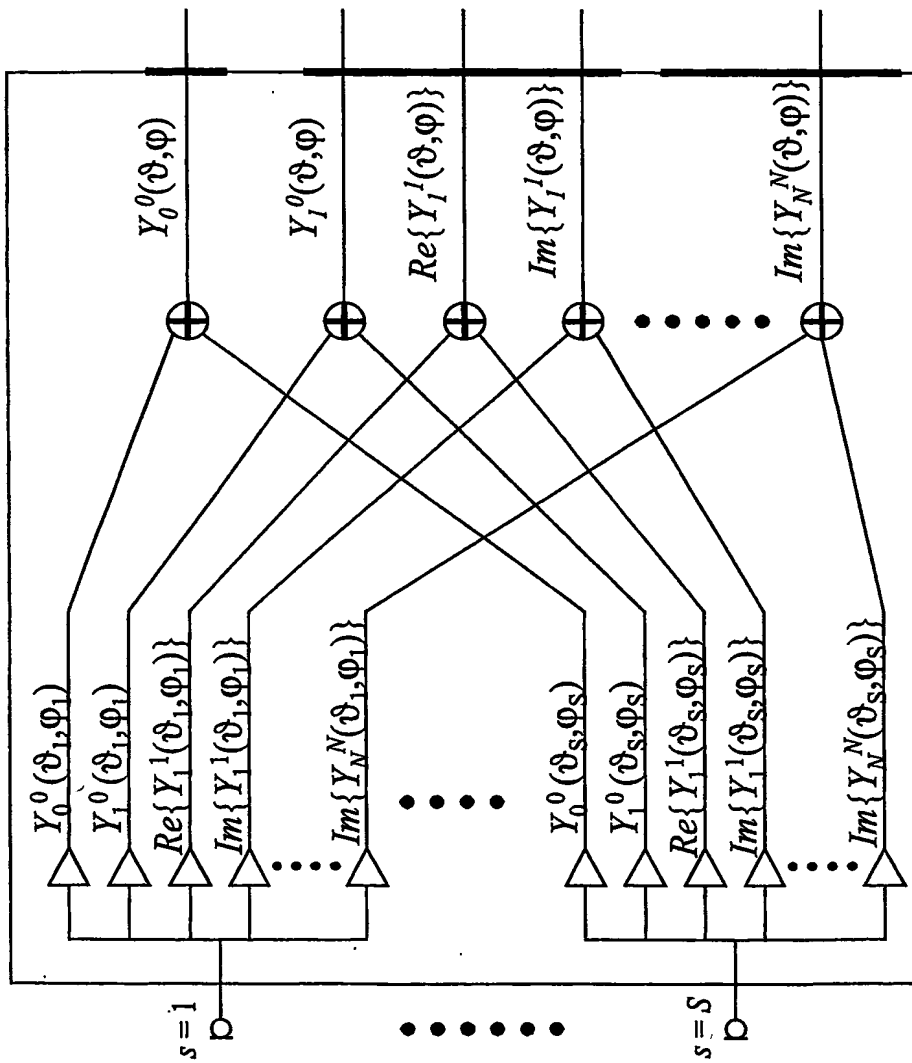 s = 1
s = S
Y_0^0(ϑ_1,φ_1)
Y_1^0(ϑ_1,φ_1)
Re{Y_1^1(ϑ_1,φ_1)}
Im{Y_1^1(ϑ_1,φ_1)}
Im{Y_N^N(ϑ_1,φ_1)}
Y_0^0(ϑ_S,φ_S)
Y_1^0(ϑ_S,φ_S)
Re{Y_1^1(ϑ_S,φ_S)}
Im{Y_1^1(ϑ_S,φ_S)}
Im{Y_N^N(ϑ_S,φ_S)}
Y_0^0(ϑ,φ)
Y_1^0(ϑ,φ)
Re{Y_1^1(ϑ,φ)}
Im{Y_1^1(ϑ,φ)}
Im{Y_N^N(ϑ,φ)}